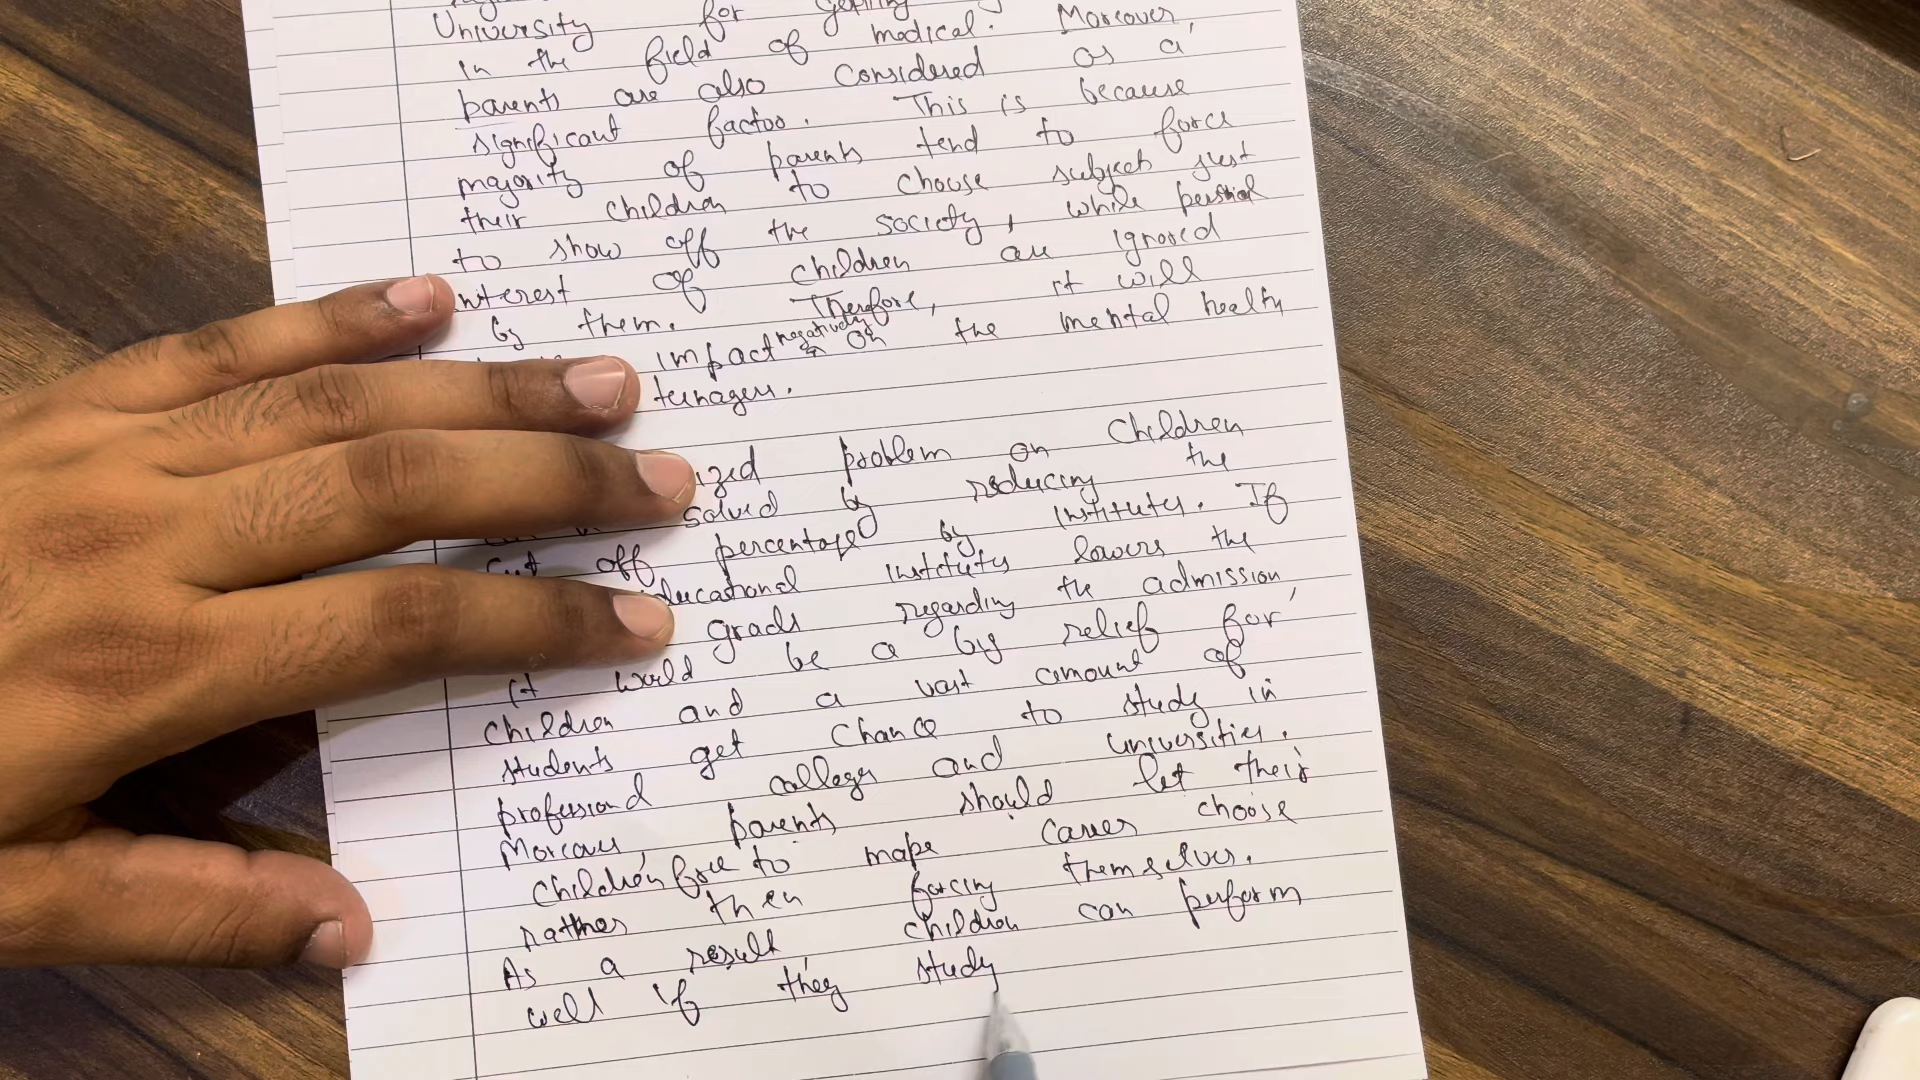 University for getting
in the field of medical. Moreover,
parents are also considered as a
significant factor. This is because
majority of parents tend to force
their children to choose subjects just
to show off the society, while personal
interest of children are ignored
by them. Therefore, it will
impact negatively on the mental health
teenagers.
problem on children
solved by reducing the
cut off percentage by institutes. If
educational institutes lowers the
grads regarding the admission,
it would be a big relief for
children and a vast amount of
students get chance to study in
professional colleges and universities.
Moreover, parents should let their
children free to make career choose
rather then forcing themselves.
As a result, children can perform
well if they study